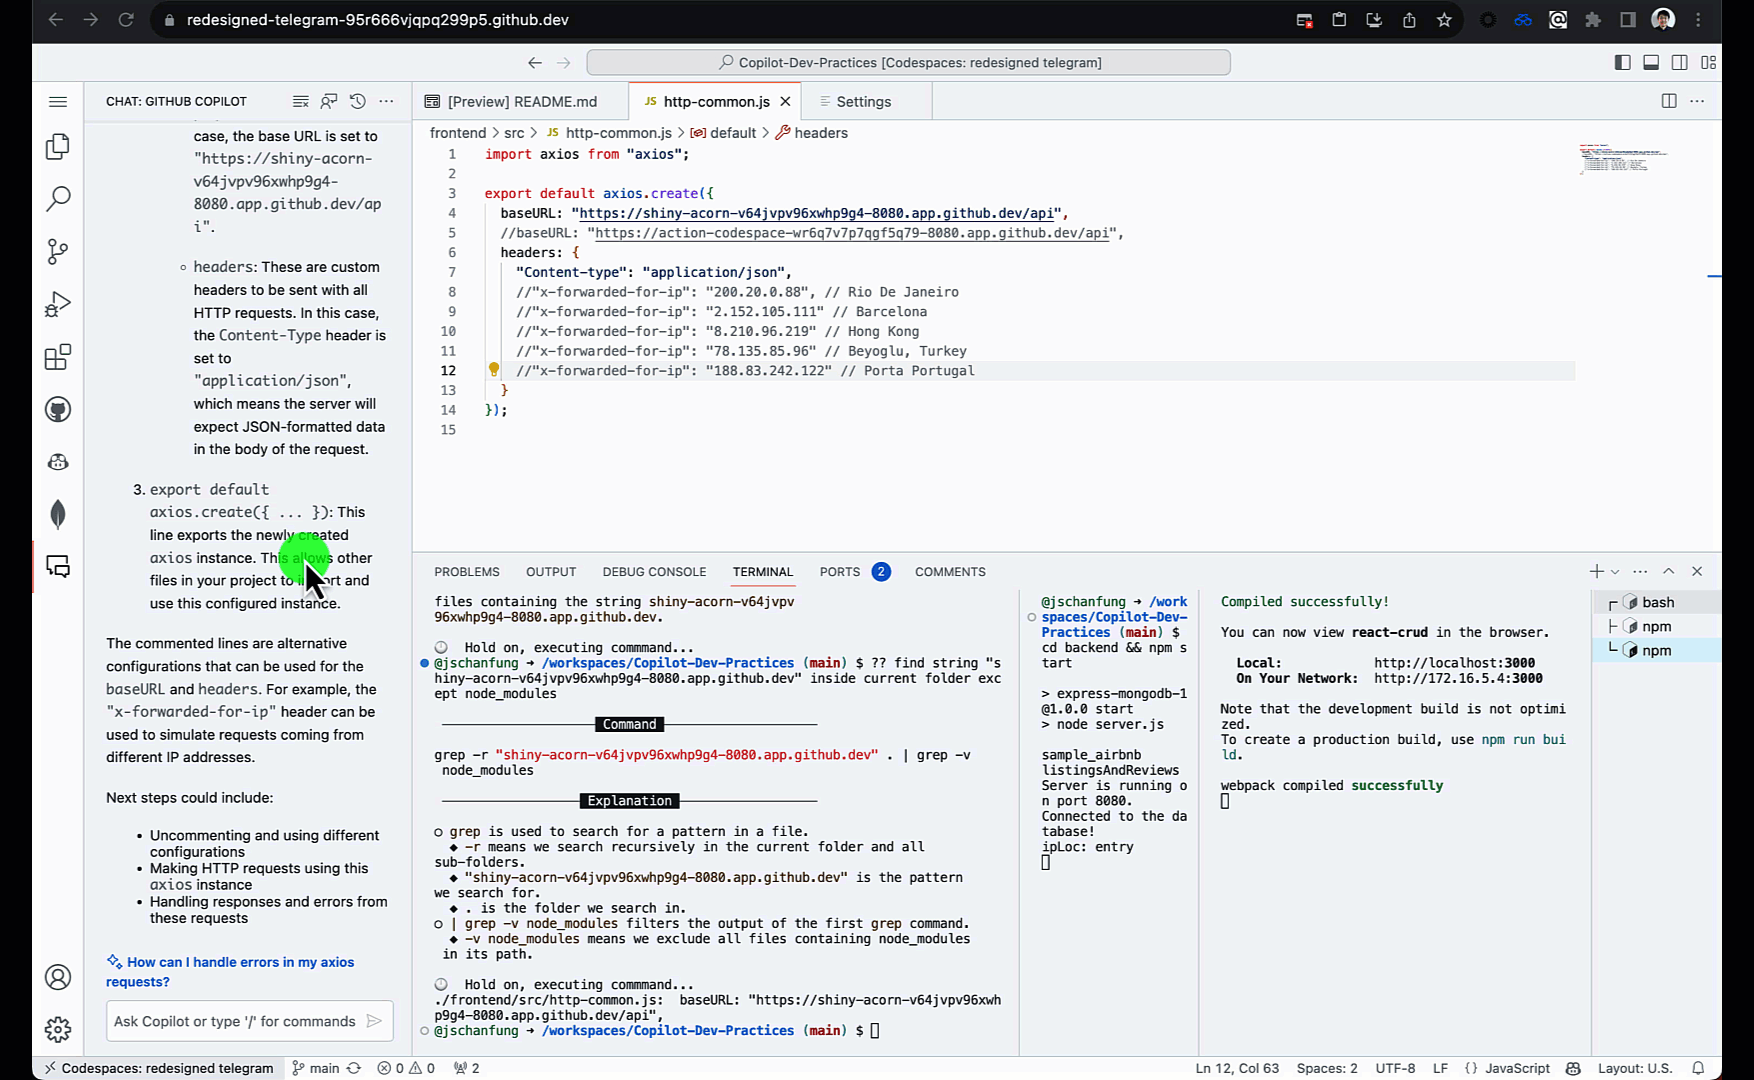 redesigned-telegram-95r666vjqpq299p5.github.dev
Copilot-Dev-Practices [Codespaces: redesigned telegram]
CHAT: GITHUB COPILOT
case, the base URL is set to
"https://shiny-acorn-
v64jvpv96xwhp9g4-
8080.app.github.dev/ap
i".
headers: These are custom
headers to be sent with all
HTTP requests. In this case,
the Content-Type header is
set to
"application/json",
which means the server will
expect JSON-formatted data
in the body of the request.
3. export default
axios.create({ ... }): This
line exports the newly created
axios instance. This allows other
files in your project to import and
use this configured instance.
The commented lines are alternative
configurations that can be used for the
baseURL and headers. For example, the
"x-forwarded-for-ip" header can be
used to simulate requests coming from
different IP addresses.
Next steps could include:
• Uncommenting and using different
configurations
• Making HTTP requests using this
axios instance
• Handling responses and errors from
these requests
How can I handle errors in my axios
requests?
Ask Copilot or type '/' for commands
[Preview] README.md
JS http-common.js
Settings
frontend > src > JS http-common.js > default > headers
1 import axios from "axios";
2
3 export default axios.create({
4 baseURL: "https://shiny-acorn-v64jvpv96xwhp9g4-8080.app.github.dev/api",
5 //baseURL: "https://action-codespace-wr6q7v7p7qgf5q79-8080.app.github.dev/api",
6 headers: {
7 "Content-type": "application/json",
8 //"x-forwarded-for-ip": "200.20.0.88", // Rio De Janeiro
9 //"x-forwarded-for-ip": "2.152.105.111" // Barcelona
10 //"x-forwarded-for-ip": "8.210.96.219" // Hong Kong
11 //"x-forwarded-for-ip": "78.135.85.96" // Beyoglu, Turkey
12 //"x-forwarded-for-ip": "188.83.242.122" // Porta Portugal
13 }
14 });
15
PROBLEMS OUTPUT DEBUG CONSOLE TERMINAL PORTS 2 COMMENTS
files containing the string shiny-acorn-v64jvpv
96xwhp9g4-8080.app.github.dev.
Hold on, executing commmand...
@jschanfung → /workspaces/Copilot-Dev-Practices (main) $ ?? find string "s
hiny-acorn-v64jvpv96xwhp9g4-8080.app.github.dev" inside current folder exc
ept node_modules
Command
grep -r "shiny-acorn-v64jvpv96xwhp9g4-8080.app.github.dev" . | grep -v
node_modules
Explanation
○ grep is used to search for a pattern in a file.
◆ -r means we search recursively in the current folder and all
sub-folders.
◆ "shiny-acorn-v64jvpv96xwhp9g4-8080.app.github.dev" is the pattern
we search for.
◆ . is the folder we search in.
○ | grep -v node_modules filters the output of the first grep command.
◆ -v node_modules means we exclude all files containing node_modules
in its path.
Hold on, executing commmand...
./frontend/src/http-common.js:  baseURL: "https://shiny-acorn-v64jvpv96xwh
p9g4-8080.app.github.dev/api",
@jschanfung → /workspaces/Copilot-Dev-Practices (main) $
@jschanfung → /work
spaces/Copilot-Dev-
Practices (main) $
cd backend && npm s
tart
> express-mongodb-1
@1.0.0 start
> node server.js
sample_airbnb
listingsAndReviews
Server is running o
n port 8080.
Connected to the da
tabase!
ipLoc: entry
Compiled successfully!
You can now view react-crud in the browser.
Local: http://localhost:3000
On Your Network: http://172.16.5.4:3000
Note that the development build is not optimi
zed.
To create a production build, use npm run bui
ld.
webpack compiled successfully
bash
npm
npm
Codespaces: redesigned telegram
main
0 0
2
Ln 12, Col 63
Spaces: 2
UTF-8
LF
{} JavaScript
Layout: U.S.